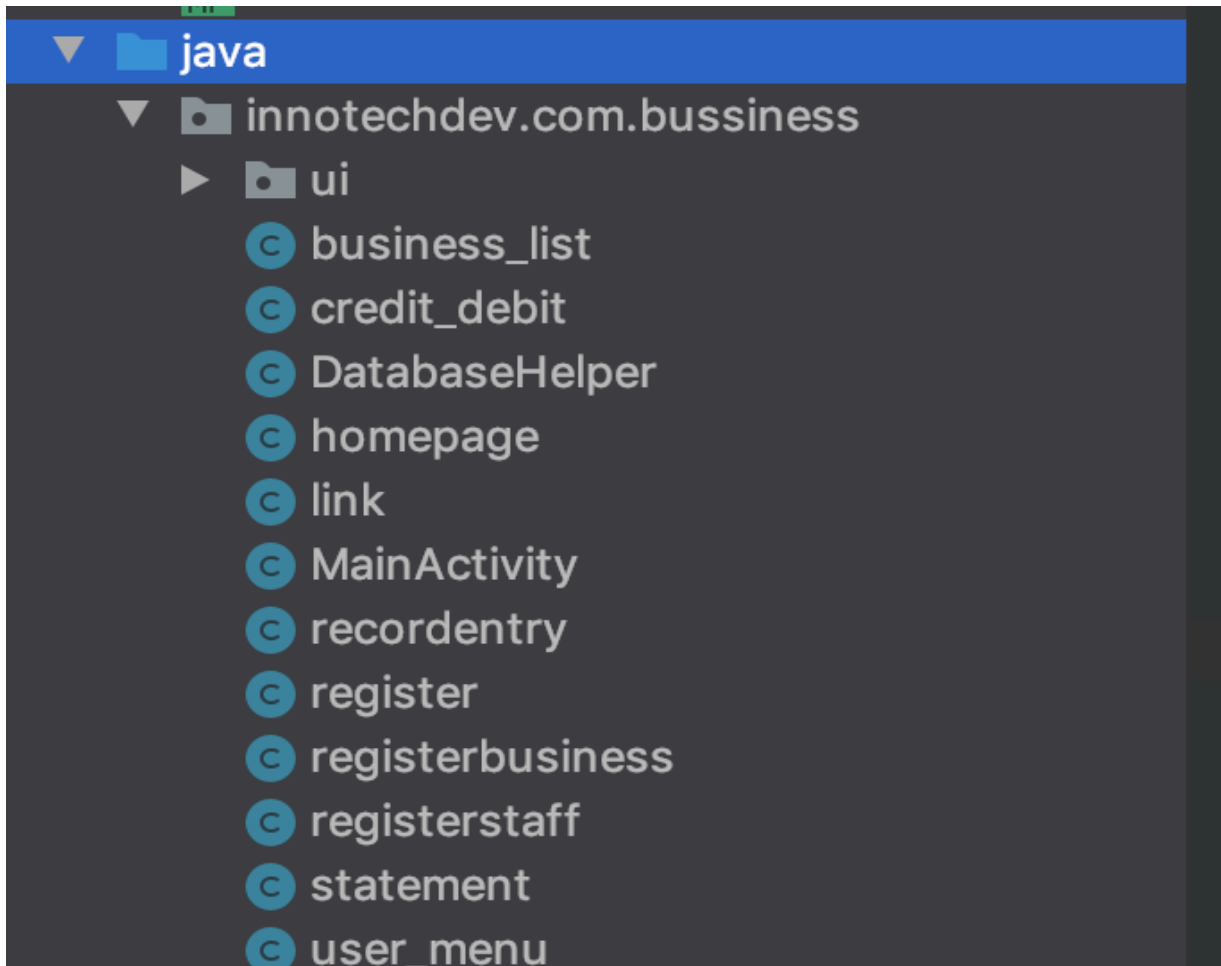 java
innotechdev.com.bussiness
ui
business_list
credit_debit
DatabaseHelper
homepage
link
MainActivity
recordentry
register
registerbusiness
registerstaff
statement
user_menu